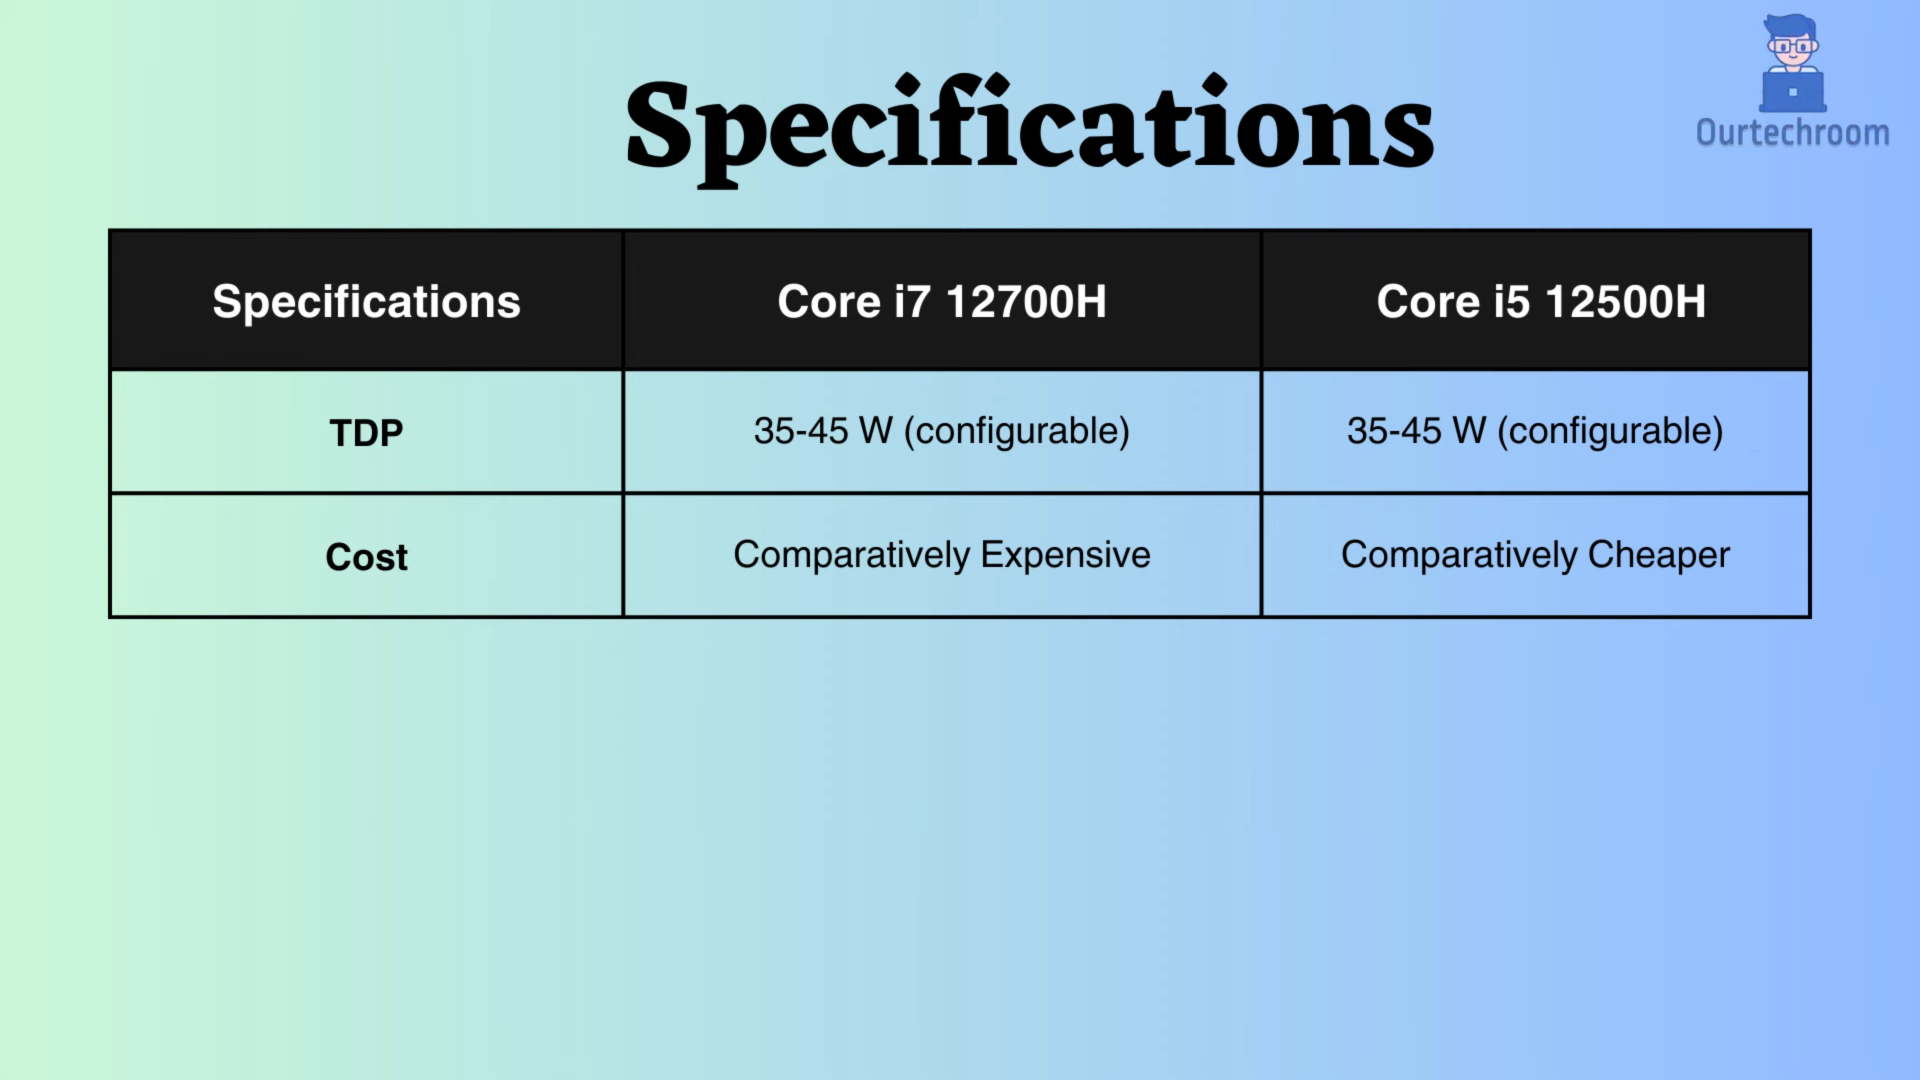 Specifications
Ourtechroom
Specifications Core i7 12700H Core i5 12500H
TDP 35-45 W (configurable) 35-45 W (configurable)
Cost Comparatively Expensive Comparatively Cheaper